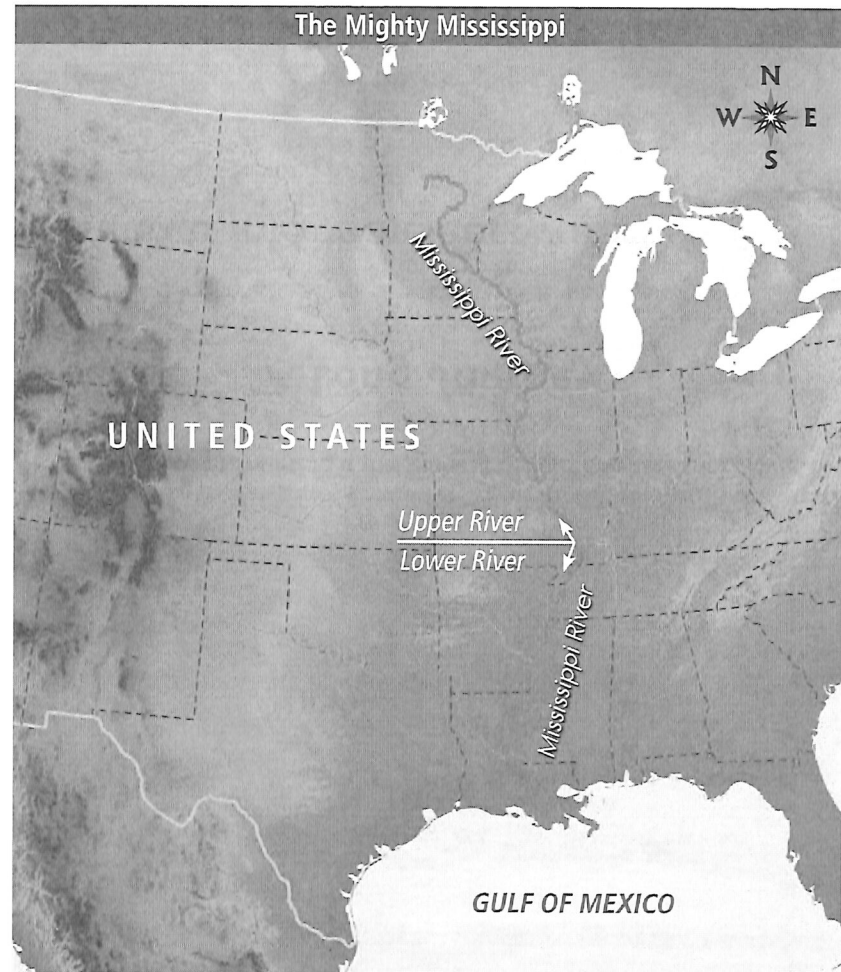 The Mighty Mississippi
N
W E
S
Mississippi River
UNITED STATES
Upper River
Lower River
Mississippi River
GULF OF MEXICO